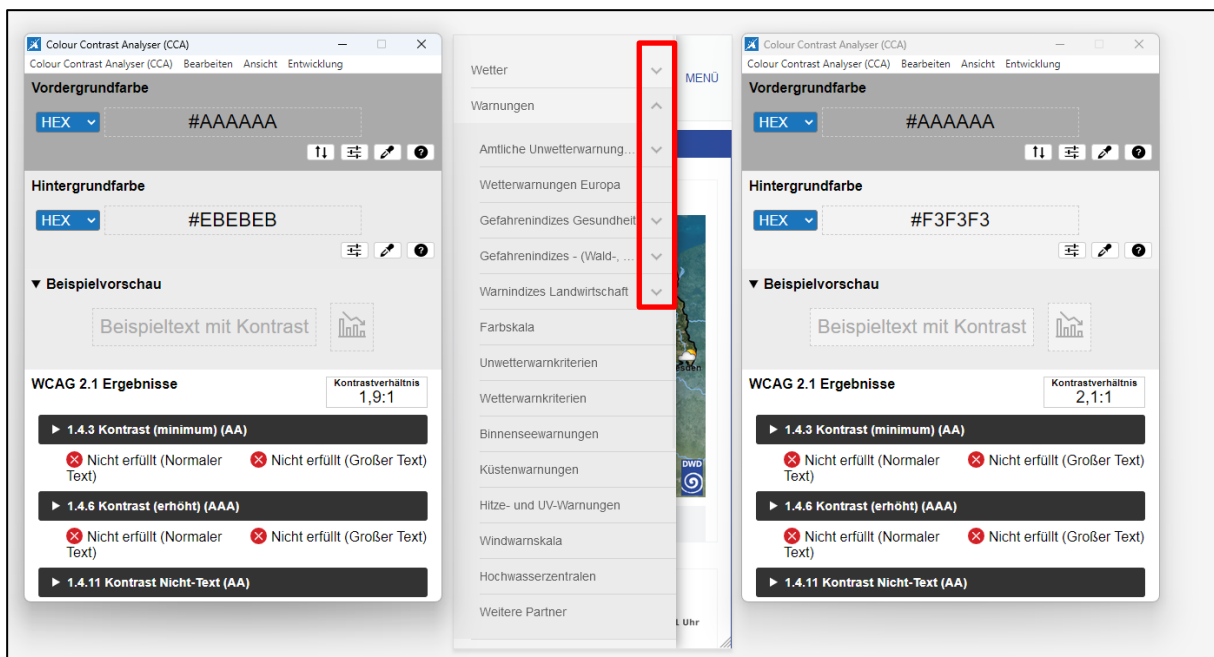 Colour Contrast Analyser (CCA)
Colour Contrast Analyser (CCA) Bearbeiten Ansicht Entwicklung
Vordergrundfarbe
HEX #AAAAAA
Hintergrundfarbe
HEX #EBEBEB
▼ Beispielvorschau
Beispieltext mit Kontrast
WCAG 2.1 Ergebnisse
Kontrastverhältnis
1,9:1
▶ 1.4.3 Kontrast (minimum) (AA)
Nicht erfüllt (Normaler Nicht erfüllt (Großer Text)
Text)
▶ 1.4.6 Kontrast (erhöht) (AAA)
Nicht erfüllt (Normaler Nicht erfüllt (Großer Text)
Text)
▶ 1.4.11 Kontrast Nicht-Text (AA)
Wetter
MENÜ
Warnungen
Amtliche Unwetterwarnung...
Wetterwarnungen Europa
Gefahrenindizes Gesundheit
Gefahrenindizes - (Wald-, ...
Warnindizes Landwirtschaft
Farbskala
Unwetterwarnkriterien
Wetterwarnkriterien
Binnenseewarnungen
Küstenwarnungen
DWD
Hitze- und UV-Warnungen
Windwarnskala
Hochwasserzentralen
Weitere Partner
1 Uhr
Colour Contrast Analyser (CCA)
Colour Contrast Analyser (CCA) Bearbeiten Ansicht Entwicklung
Vordergrundfarbe
HEX #AAAAAA
Hintergrundfarbe
HEX #F3F3F3
▼ Beispielvorschau
Beispieltext mit Kontrast
WCAG 2.1 Ergebnisse
Kontrastverhältnis
2,1:1
▶ 1.4.3 Kontrast (minimum) (AA)
Nicht erfüllt (Normaler Nicht erfüllt (Großer Text)
Text)
▶ 1.4.6 Kontrast (erhöht) (AAA)
Nicht erfüllt (Normaler Nicht erfüllt (Großer Text)
Text)
▶ 1.4.11 Kontrast Nicht-Text (AA)